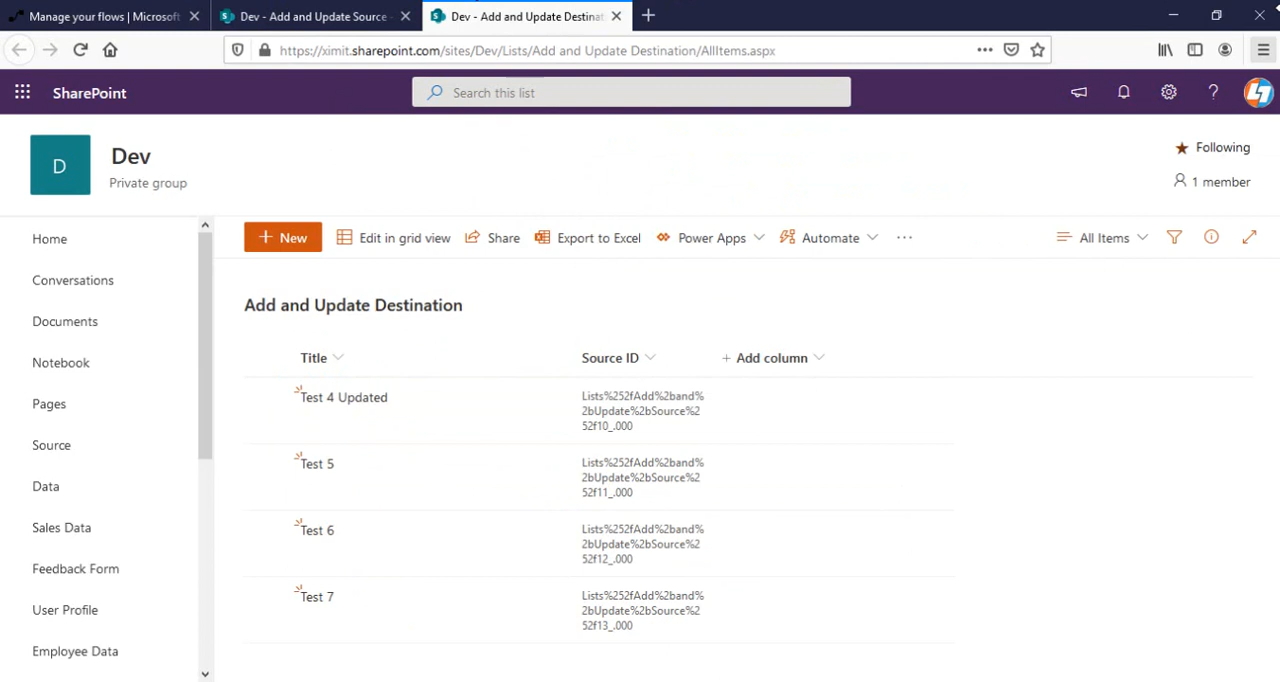 Manage your flows | Microsoft
Dev - Add and Update Source -
Dev - Add and Update Destinat
https://ximit.sharepoint.com/sites/Dev/Lists/Add and Update Destination/AllItems.aspx
SharePoint
Search this list
D
Dev
Private group
Following
1 member
Home
Conversations
Documents
Notebook
Pages
Source
Data
Sales Data
Feedback Form
User Profile
Employee Data
+ New
Edit in grid view
Share
Export to Excel
Power Apps
Automate
...
All Items
Add and Update Destination
Title
Source ID
+ Add column
Test 4 Updated
Lists%252fAdd%2band%
2bUpdate%2bSource%2
52f10_.000
Test 5
Lists%252fAdd%2band%
2bUpdate%2bSource%2
52f11_.000
Test 6
Lists%252fAdd%2band%
2bUpdate%2bSource%2
52f12_.000
Test 7
Lists%252fAdd%2band%
2bUpdate%2bSource%2
52f13_.000